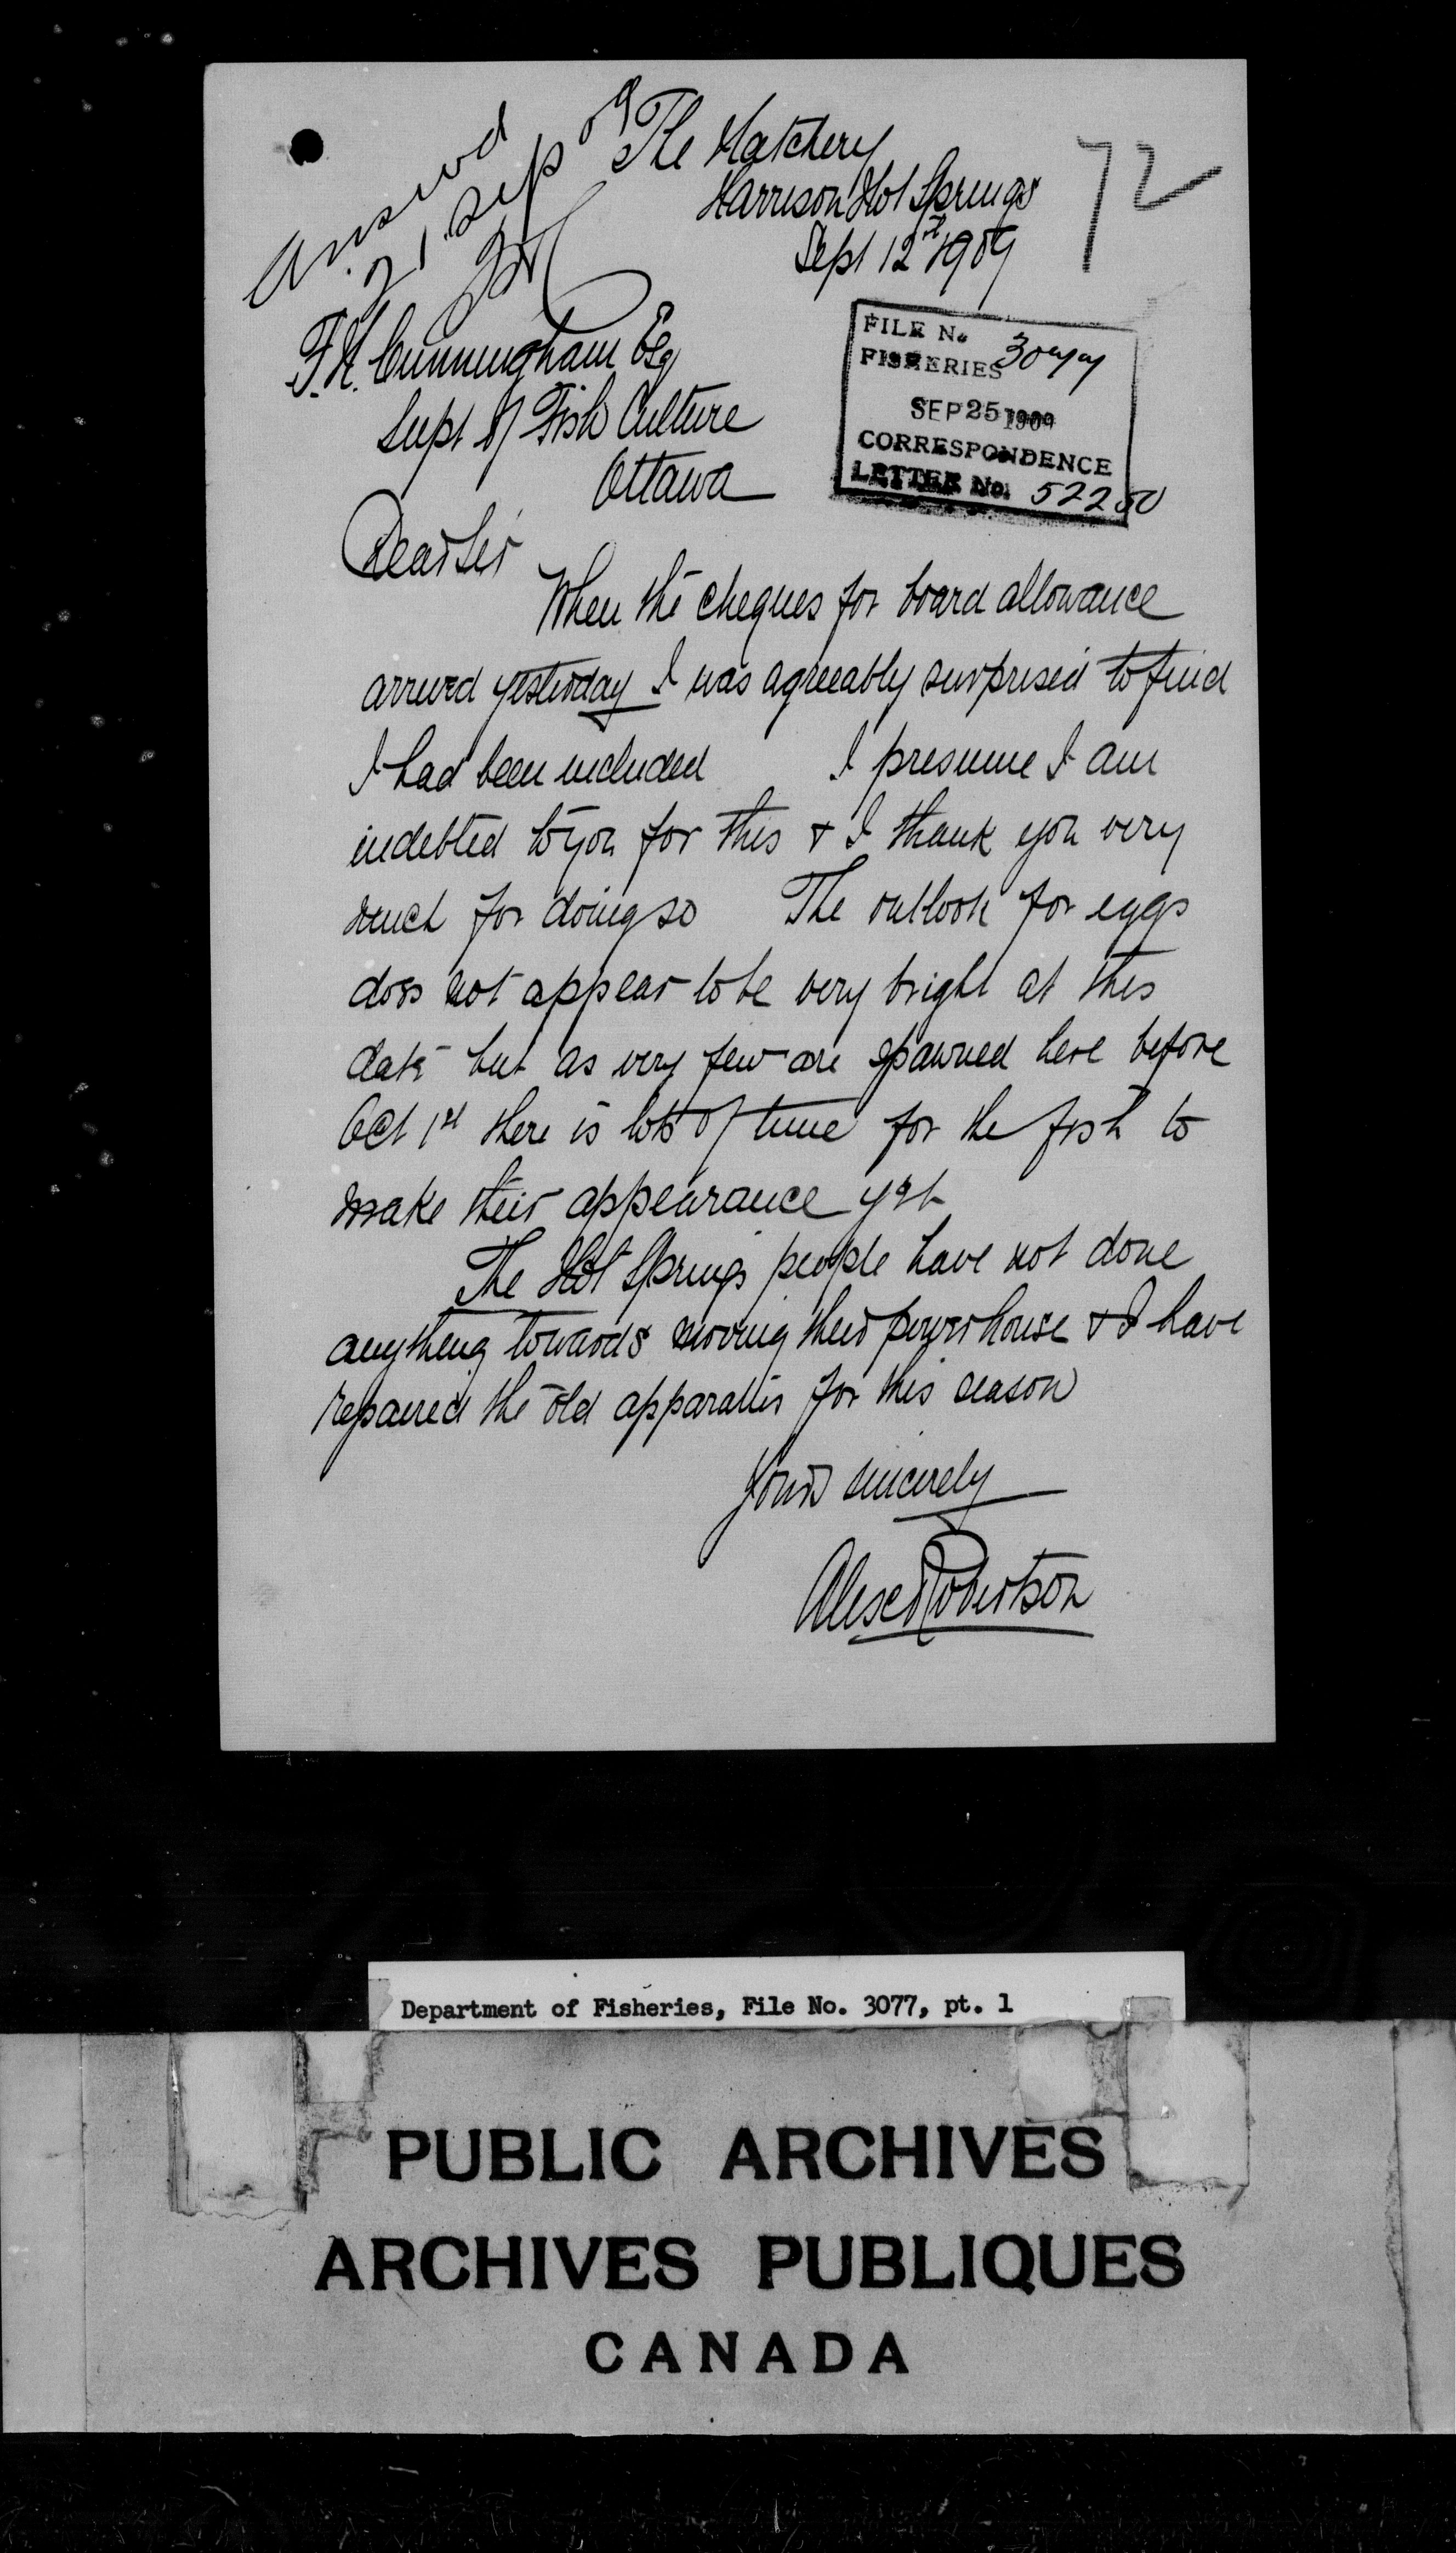 answd
21 Sep 09
The Hatchery
Harrison Hot Springs
Sept 12th 1909
72
F.H. Cunningham Esq
Supt of Fish Culture
Ottawa
FILE No 3077
FISHERIES
SEP 25 1909
CORRESPONDENCE
LETTER No. 52250
Dear Sir
When the cheques for board allowance
arrived yesterday I was agreeably surprised to find
I had been included I presume I am
indebted to you for this & I thank you very
much for doing so The outlook for eggs
does not appear to be very bright at this
date but as very few are spawned here before
Oct 1st there is lots of time for the fish to
make their appearance yet
The Hot Springs people have not done
anything towards moving their power house & I have
repaired the old apparatus for this season
Yours sincerely
Alex Robertson
Department of Fisheries, File No. 3077, pt. 1
PUBLIC ARCHIVES
ARCHIVES PUBLIQUES
CANADA